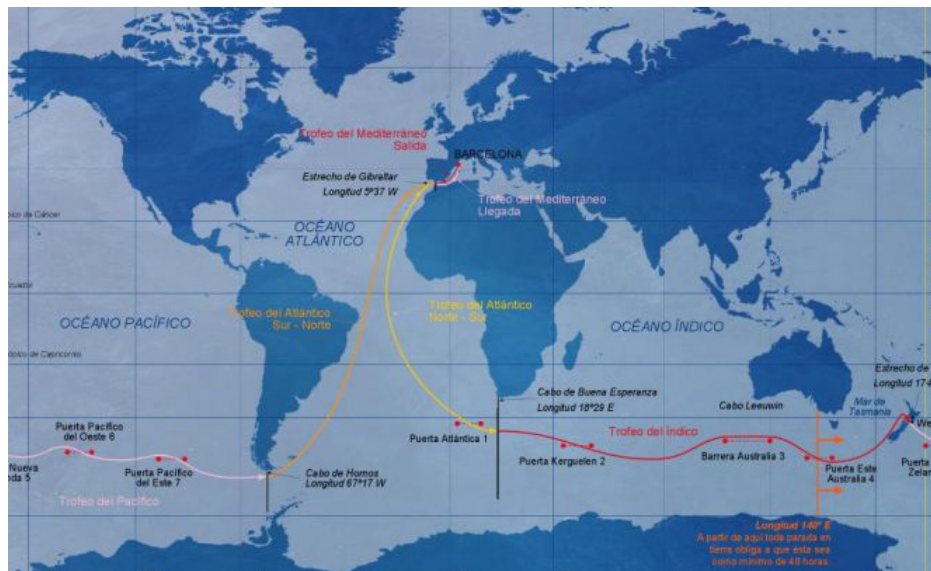 Trofeo del Mediterráneo
Salida
BARCELONA
Estrecho de Gibraltar
Longitud 5º37 W
Trofeo del Mediterráneo
Llegada
OCÉANO
ATLÁNTICO
de Cáncer
Trofeo del Atlántico
Sur - Norte
Trofeo del Atlántico
Norte - Sur
OCÉANO PACÍFICO
OCÉANO ÍNDICO
de Capricornio
Estrecho de
Cabo de Buena Esperanza
Longitud 18º29 E
Cabo Leeuwin
Mar de
Tasmania
Puerta Pacífico
del Oeste 6
Puerta Atlántica 1
Trofeo del Índico
Puerta Kerguelen 2
Barrera Australia 3
Puerta Este
Australia 4
Nueva
Puerta Pacífico
del Este 7
Cabo de Hornos
Longitud 67º17 W
Trofeo del Pacífico
Longitud 140º E
A partir de aquí toda parada en
tierra obliga a que esta sea
como mínimo de 48 horas.